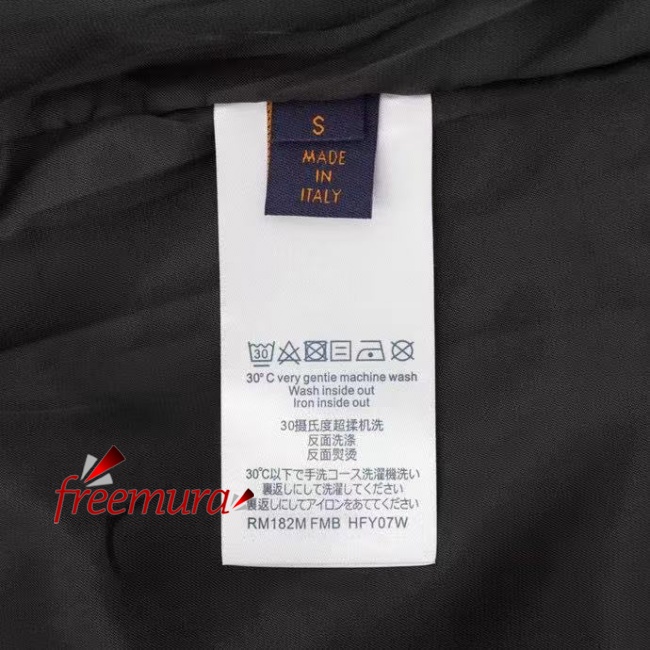 S
MADE
IN
ITALY
30
30°C very gentle machine wash
Wash inside out
Iron inside out
30摄氏度超揉机洗
反面洗涤
反面熨烫
30℃以下で手洗コース洗濯機洗い
裏返しにして洗濯してください
裏返しにしてアイロンをあててください
RM182M FMB HFY07W
freemura